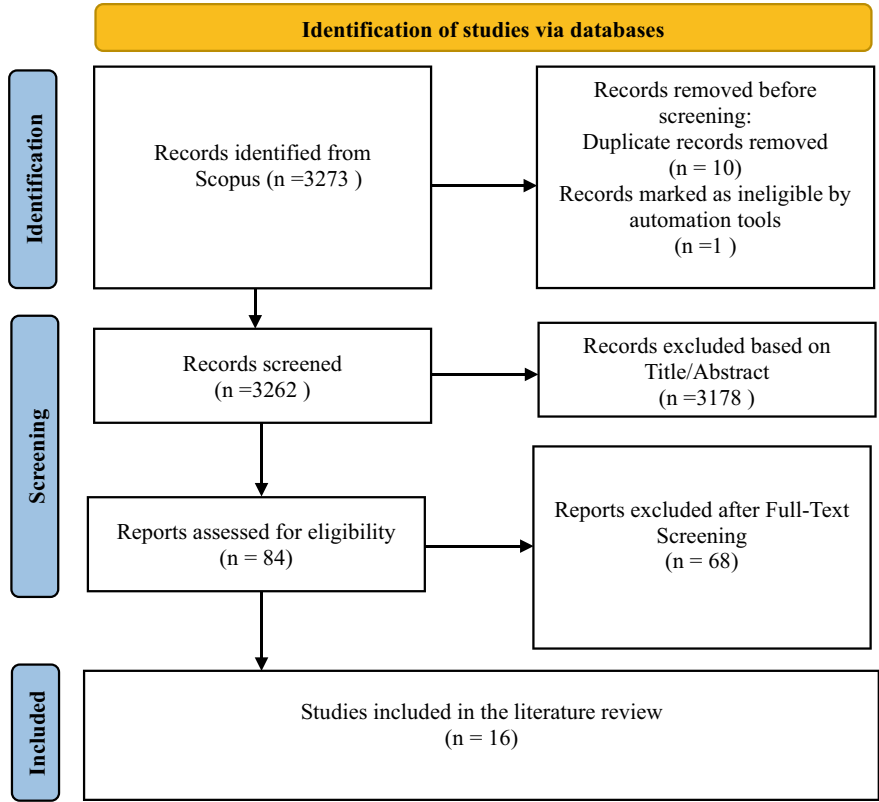 Identification of studies via databases
Identification
Records identified from
Scopus (n =3273 )
Records removed before
screening:
Duplicate records removed
(n = 10)
Records marked as ineligible by
automation tools
(n =1 )
Screening
Records screened
(n =3262 )
Records excluded based on
Title/Abstract
(n =3178 )
Reports assessed for eligibility
(n = 84)
Reports excluded after Full-Text
Screening
(n = 68)
Included
Studies included in the literature review
(n = 16)